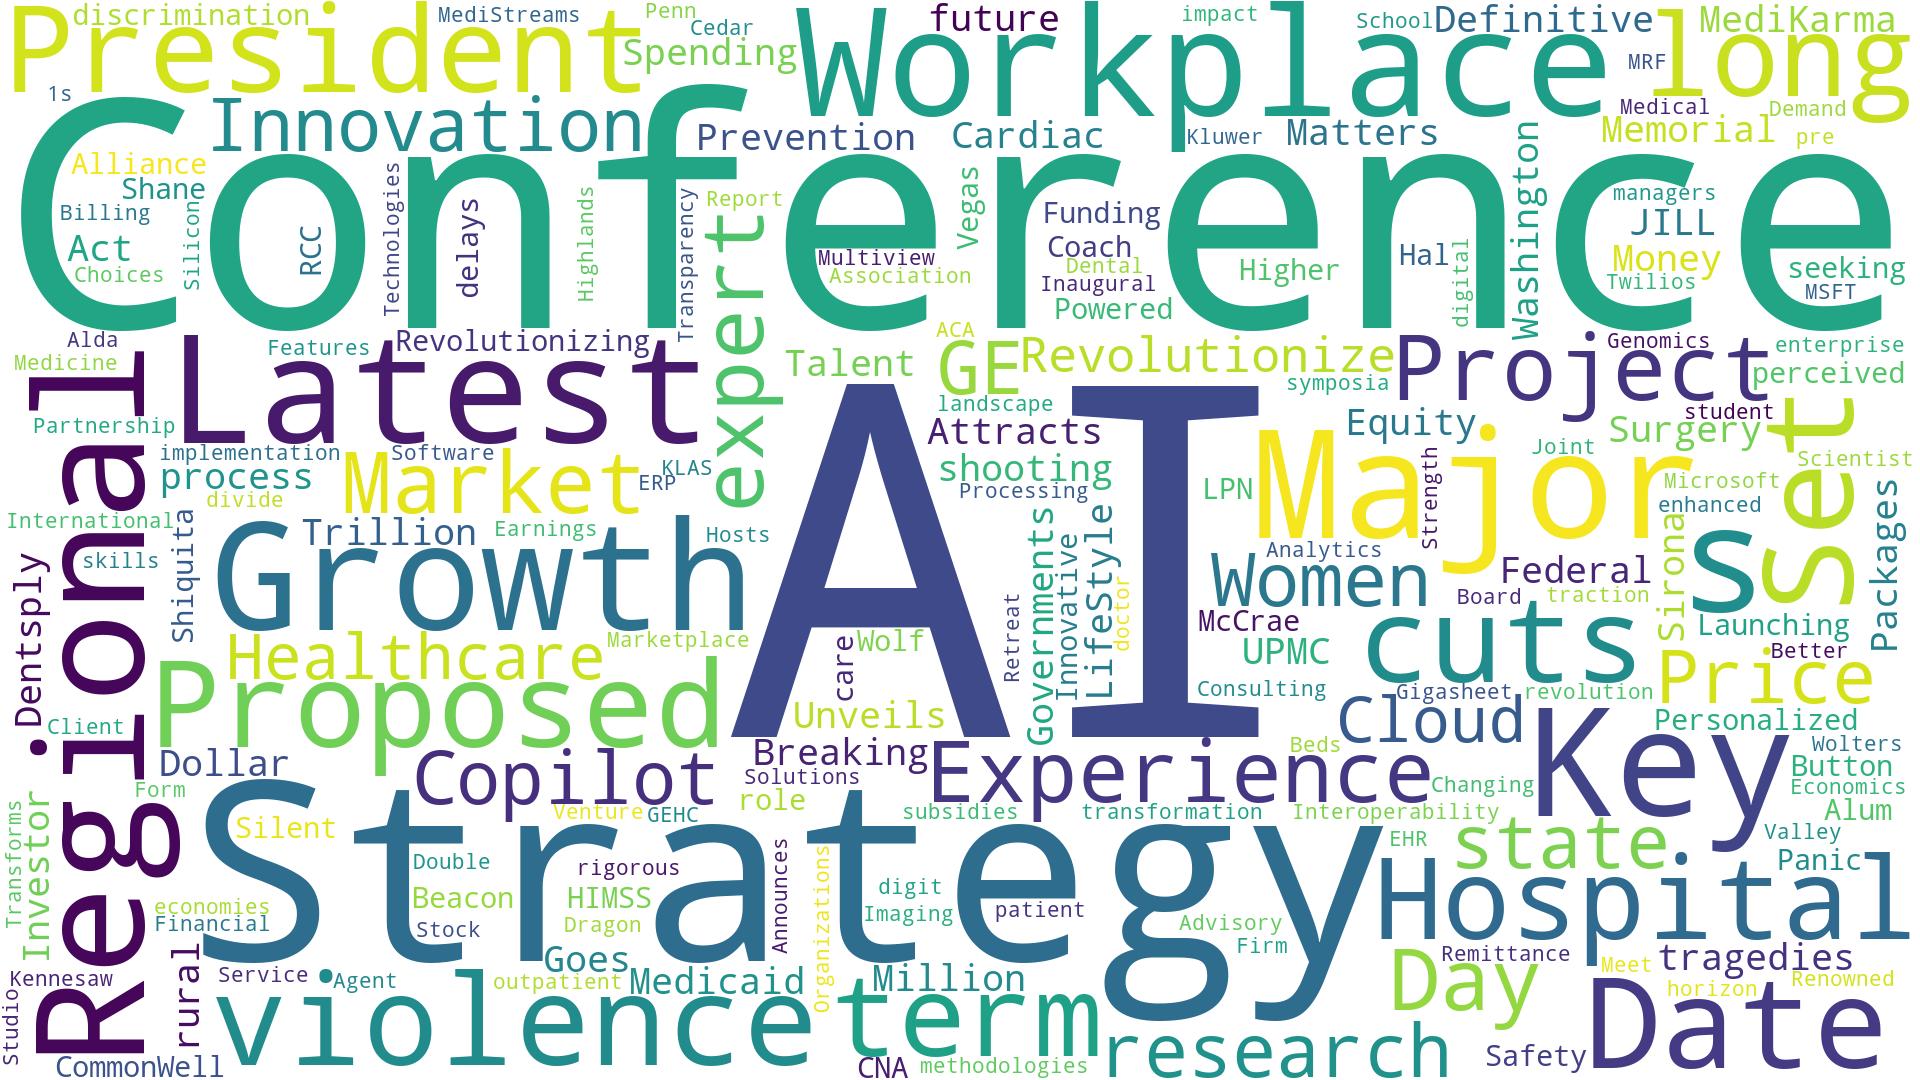 President
discrimination
MediStreams
Penn
Cedar
Spending
Workplace
future
impact
School
Definitive
long
MediKarma
MRF
1s
Conference
Innovation
Prevention
Cardiac
Kluwer
Matters
Medical
Demand
Memorial
pre
Alliance
Shane
Billing
Act
Choices
Silicon
RCC
Technologies
delays
Highlands
Transparency
Report
expert
Multiview
Association
Vegas
Funding
Coach
Dental
Inaugural
Powered
Higher
Hal
digital
Washington
managers
JILL
Money
Twilios
seeking
MSFT
Alda
Medicine
Regional
Latest
Features
Revolutionizing
Talent
ACA
GE
Revolutionize
landscape
symposia
Project
Genomics
enterprise
perceived
Partnership
implementation
process
divide
Market
Software
KLAS
ERP
AI
Attracts
shooting
Processing
Equity
LPN
Major
Strength
Joint
student
Surgery
Microsoft
enhanced
Set
Scientist
International
skills
Shiquita
Dentsply
Growth
Trillion
Earnings
Hosts
Governments
Innovative
LifeStyle
doctor
Retreat
Women
Analytics
Federal
Board
traction
s
Sirona
Packages
Launching
Better
Healthcare
Marketplace
Proposed
care
Wolf
Unveils
McCrae
UPMC
Consulting
cuts
Gigasheet
revolution
Price
Client
Dollar
Form
Copilot
Breaking
Solutions
role
Experience
Beds
Cloud
Changing
Key
Personalized
Wolters
Button
Economics
Alum
Transforms
Investor
Silent
Strategy
Venture
GEHC
subsidies
transformation
Interoperability
EHR
state
Valley
Panic
Double
Beacon
Stock
rigorous
HIMSS
Dragon
Announces
Organizations
digit
Imaging
patient
Advisory
Firm
Hospital
economies
Financial
Kennesaw
Studio
rural
Service
Agent
violence
outpatient
Goes
Medicaid
Million
term
Day
Remittance
Meet
tragedies
horizon
Renowned
CommonWell
CNA
methodologies
research
Safety
Date